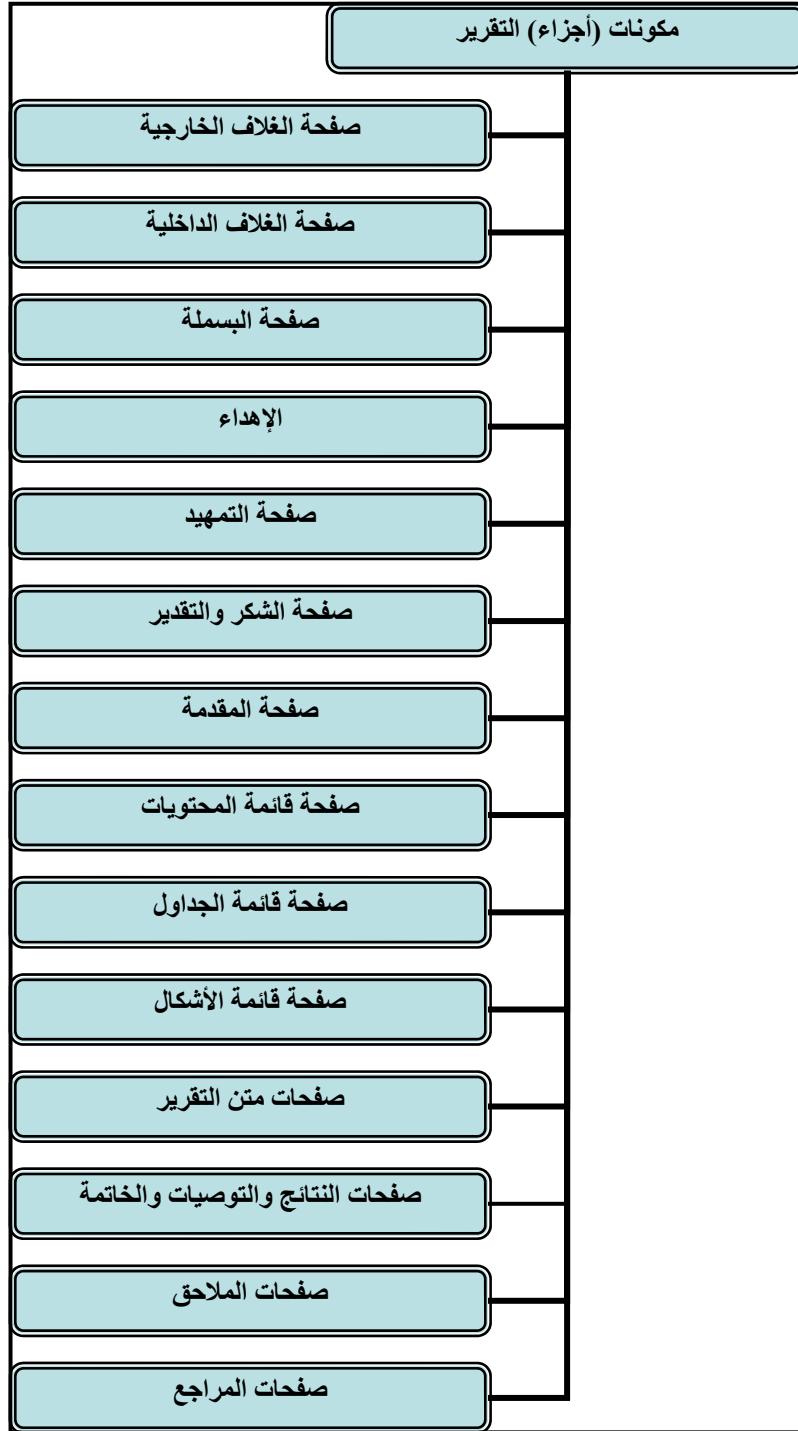 مكونات (أجزاء) التقرير
صفحة الغلاف الخارجية
صفحة الغلاف الداخلية
صفحة البسملة
الإهداء
صفحة التمهيد
صفحة الشكر والتقدير
صفحة المقدمة
صفحة قائمة المحتويات
صفحة قائمة الجداول
صفحة قائمة الأشكال
صفحات متن التقرير
صفحات النتائج والتوصيات والخاتمة
صفحات الملاحق
صفحات المراجع